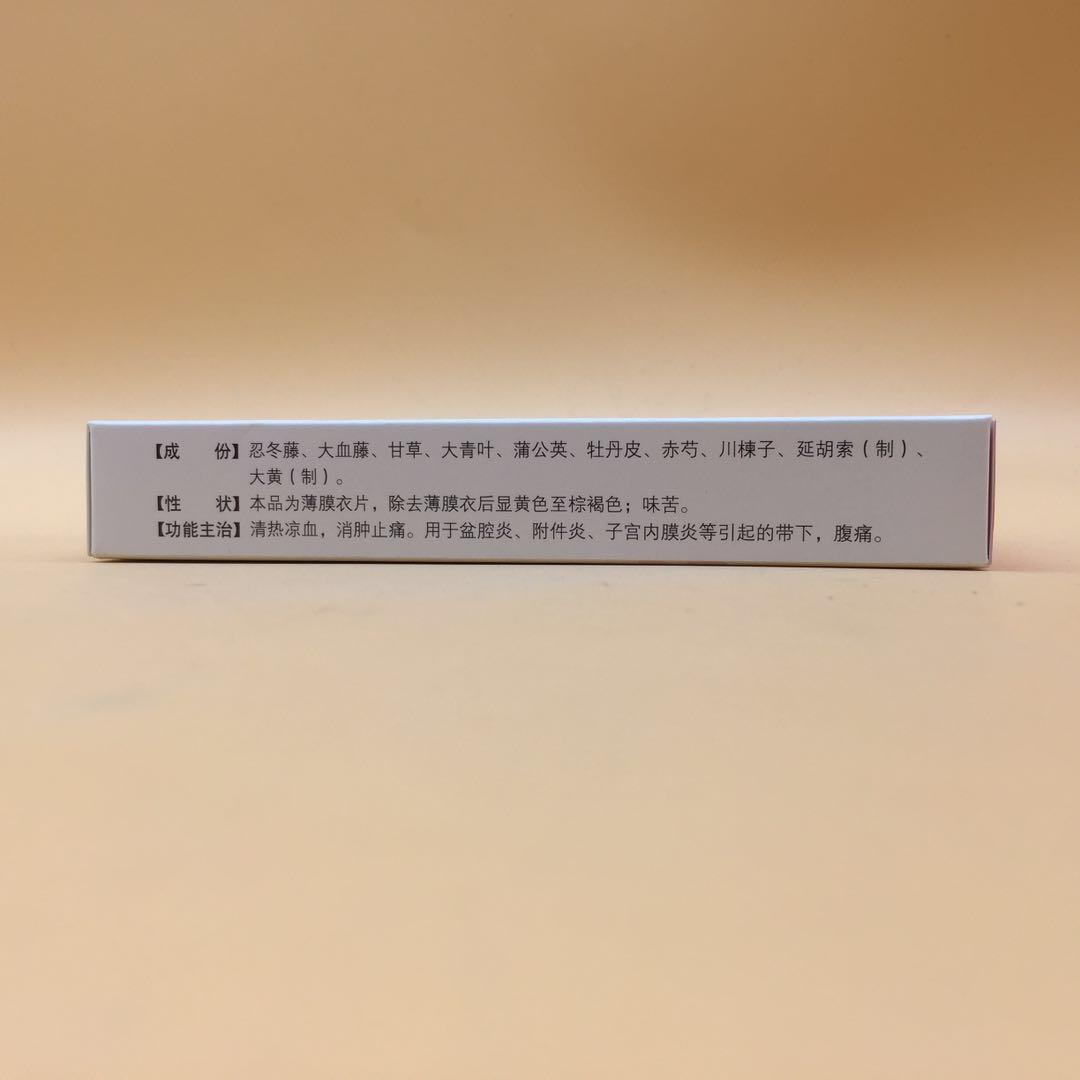 【成　　份】忍冬藤、大血藤、甘草、大青叶、蒲公英、牡丹皮、赤芍、川楝子、延胡索（制）、
大黄（制）。
【性　　状】本品为薄膜衣片，除去薄膜衣后显黄色至棕褐色；味苦。
【功能主治】清热凉血，消肿止痛。用于盆腔炎、附件炎、子宫内膜炎等引起的带下，腹痛。